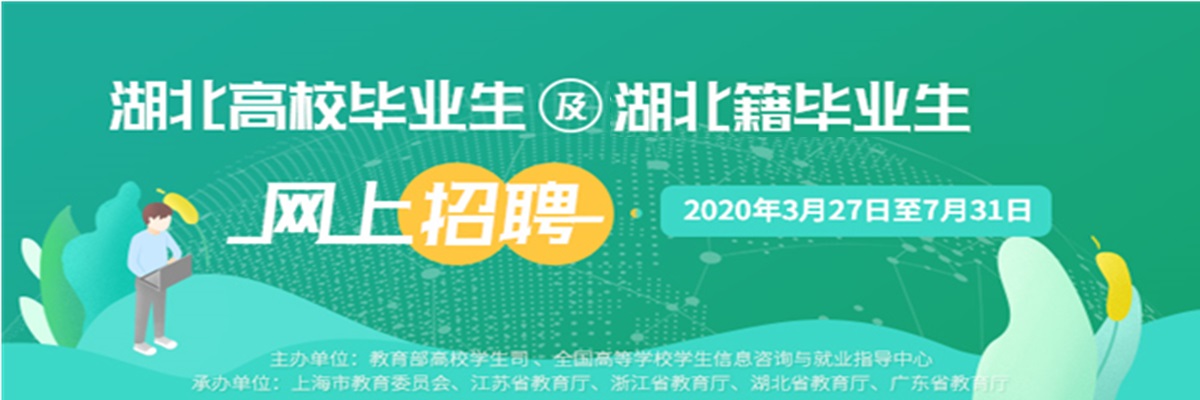 湖北高校毕业生及湖北籍毕业生
网上招聘
2020年3月27日至7月31日
主办单位：教育部高校学生司、全国高等学校学生信息咨询与就业指导中心
承办单位：上海市教育委员会、江苏省教育厅、浙江省教育厅、湖北省教育厅、广东省教育厅